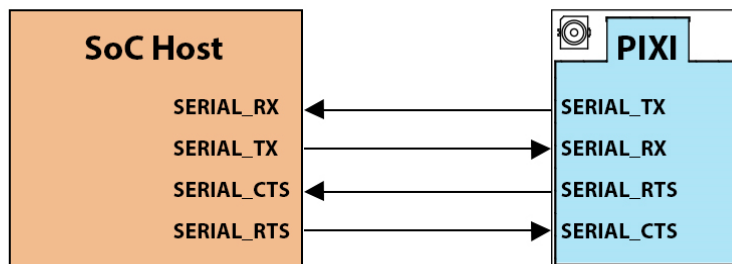 SoC Host
PIXI
SERIAL_RX
SERIAL_TX
SERIAL_TX
SERIAL_RX
SERIAL_CTS
SERIAL_RTS
SERIAL_RTS
SERIAL_CTS